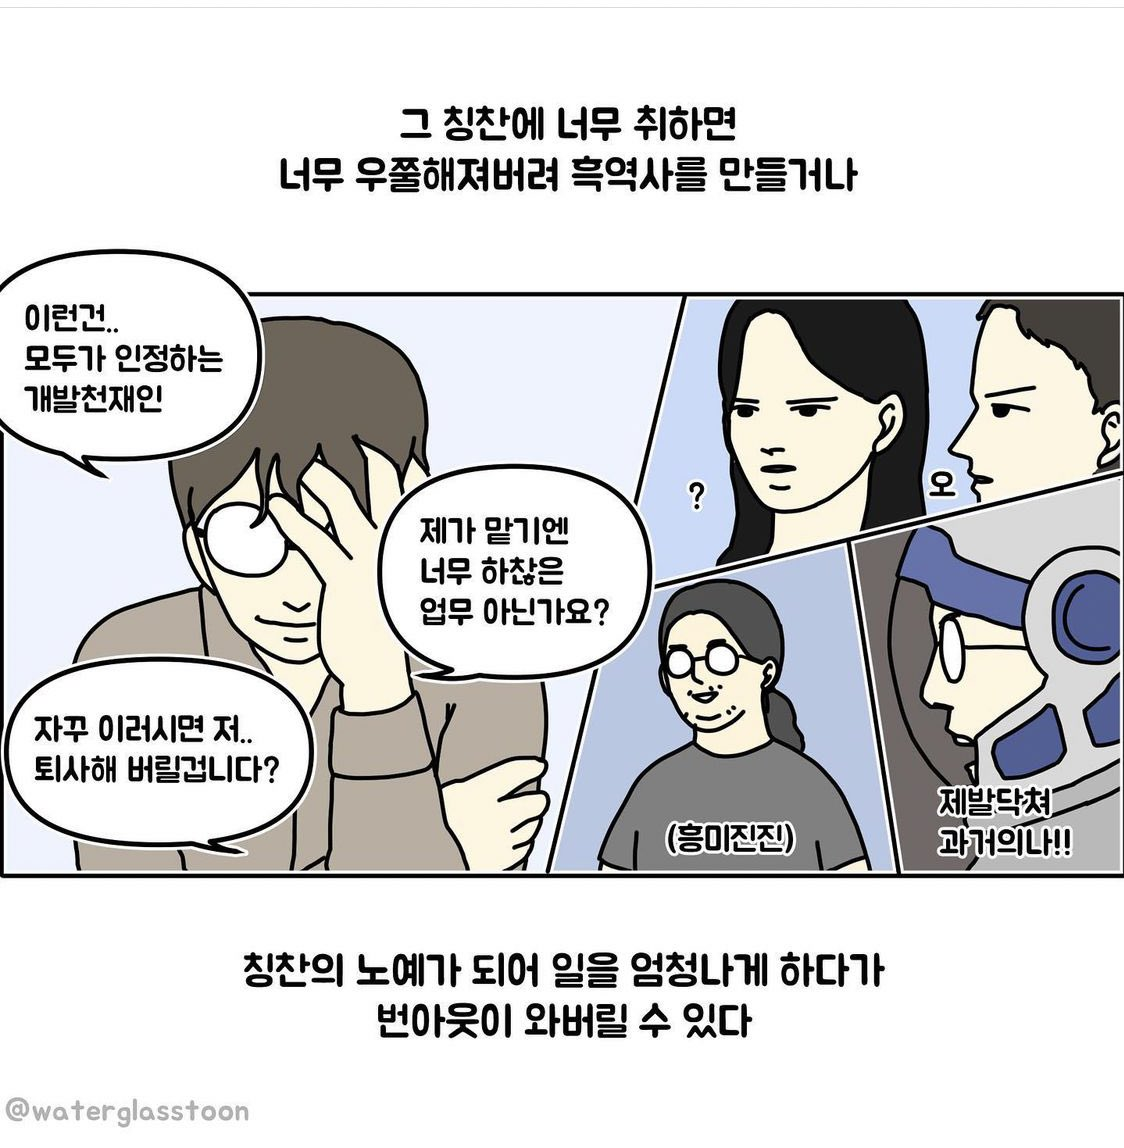 그 칭찬에 너무 취하면
너무 우쭐해져버려 흑역사를 만들거나
이런건..
모두가 인정하는
개발천재인
제가 맡기엔
너무 하찮은
업무 아닌가요?
자꾸 이러시면 저..
퇴사해 버릴겁니다?
?
오
(흥미진진)
제발닥쳐
과거의나!!
칭찬의 노예가 되어 일을 엄청나게 하다가
번아웃이 와버릴 수 있다
@waterglasstoon